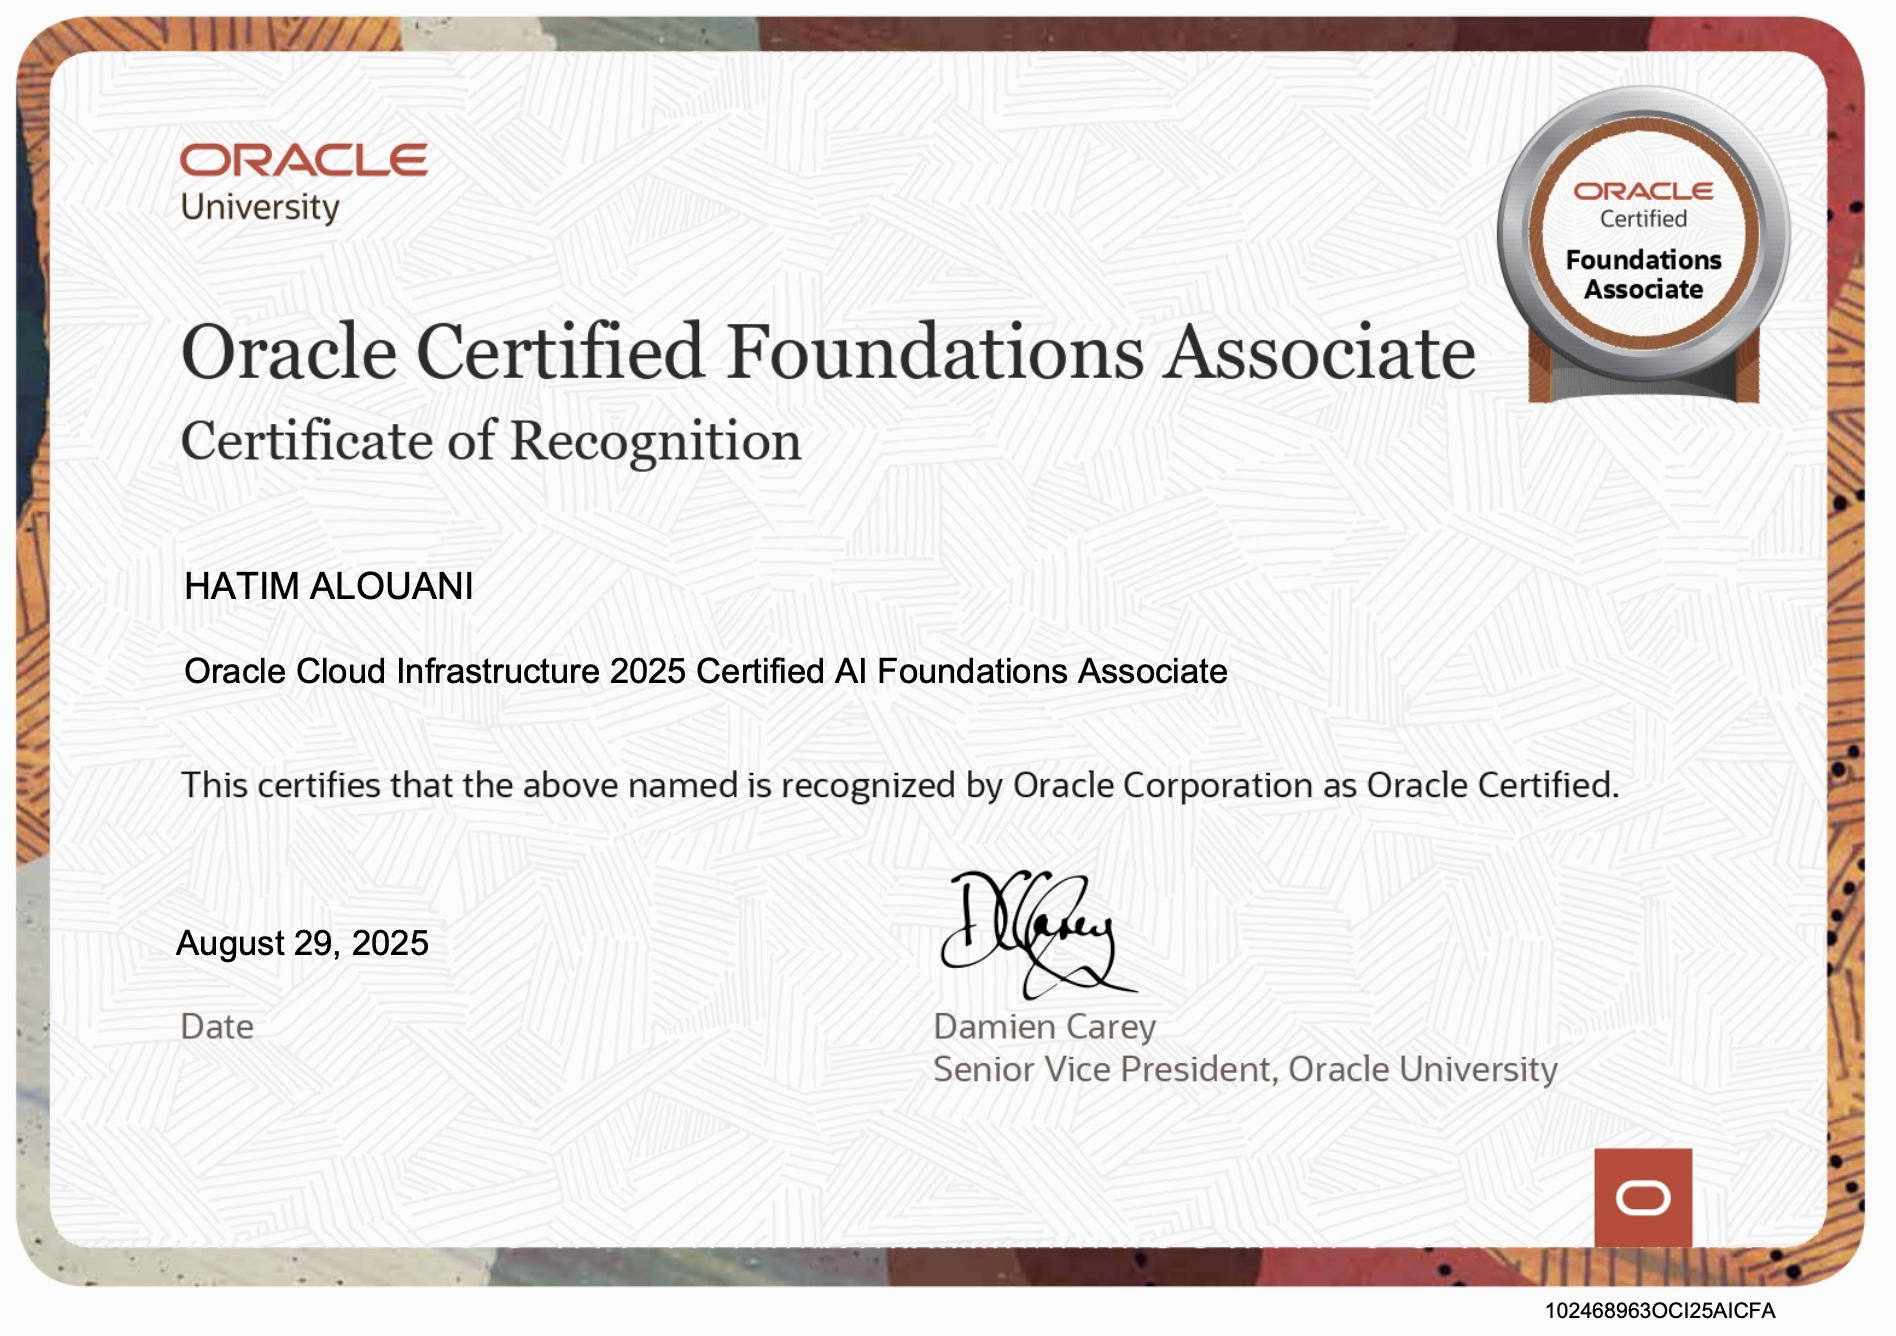 ORACLE
University
ORACLE
Certified
Foundations
Associate
Oracle Certified Foundations Associate
Certificate of Recognition
HATIM ALOUANI
Oracle Cloud Infrastructure 2025 Certified AI Foundations Associate
This certifies that the above named is recognized by Oracle Corporation as Oracle Certified.
August 29, 2025
Date
DCarey
Damien Carey
Senior Vice President, Oracle University
102468963OCI25AICFA